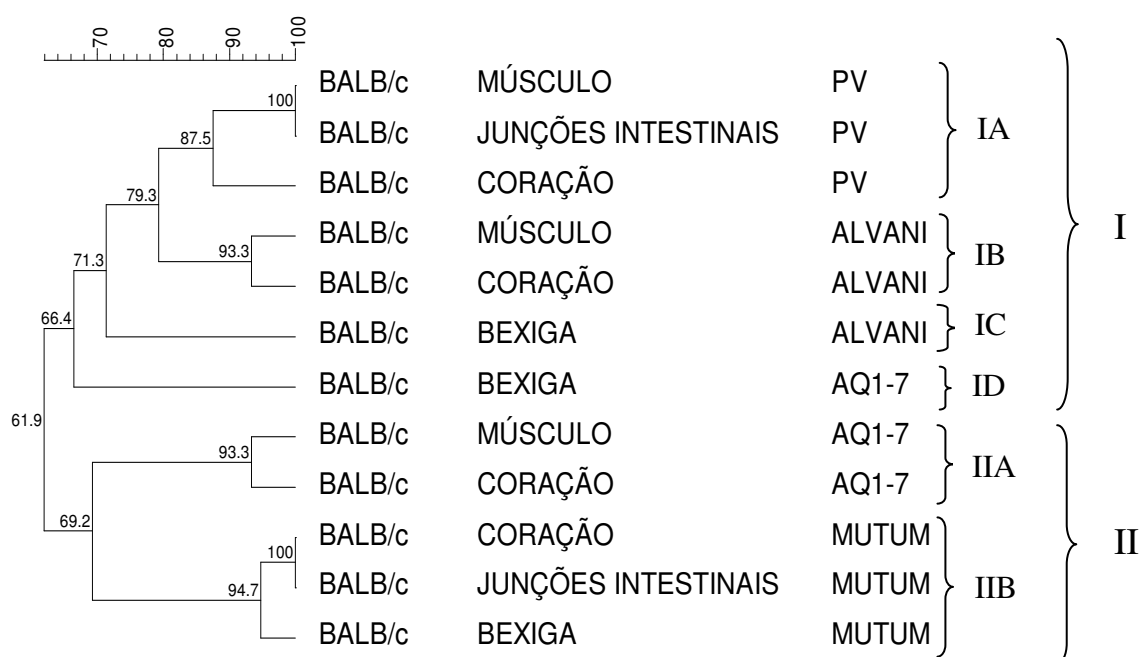 70 80 90 100
BALB/c MÚSCULO PV
100
BALB/c JUNÇÕES INTESTINAIS PV IA
87.5
BALB/c CORAÇÃO PV
79.3
BALB/c MÚSCULO ALVANI I
93.3 IB
71.3
BALB/c CORAÇÃO ALVANI
66.4
BALB/c BEXIGA ALVANI IC
BALB/c BEXIGA AQ1-7 ID
61.9
BALB/c MÚSCULO AQ1-7
93.3 IIA
BALB/c CORAÇÃO AQ1-7
69.2
BALB/c CORAÇÃO MUTUM II
100
BALB/c JUNÇÕES INTESTINAIS MUTUM IIB
94.7
BALB/c BEXIGA MUTUM